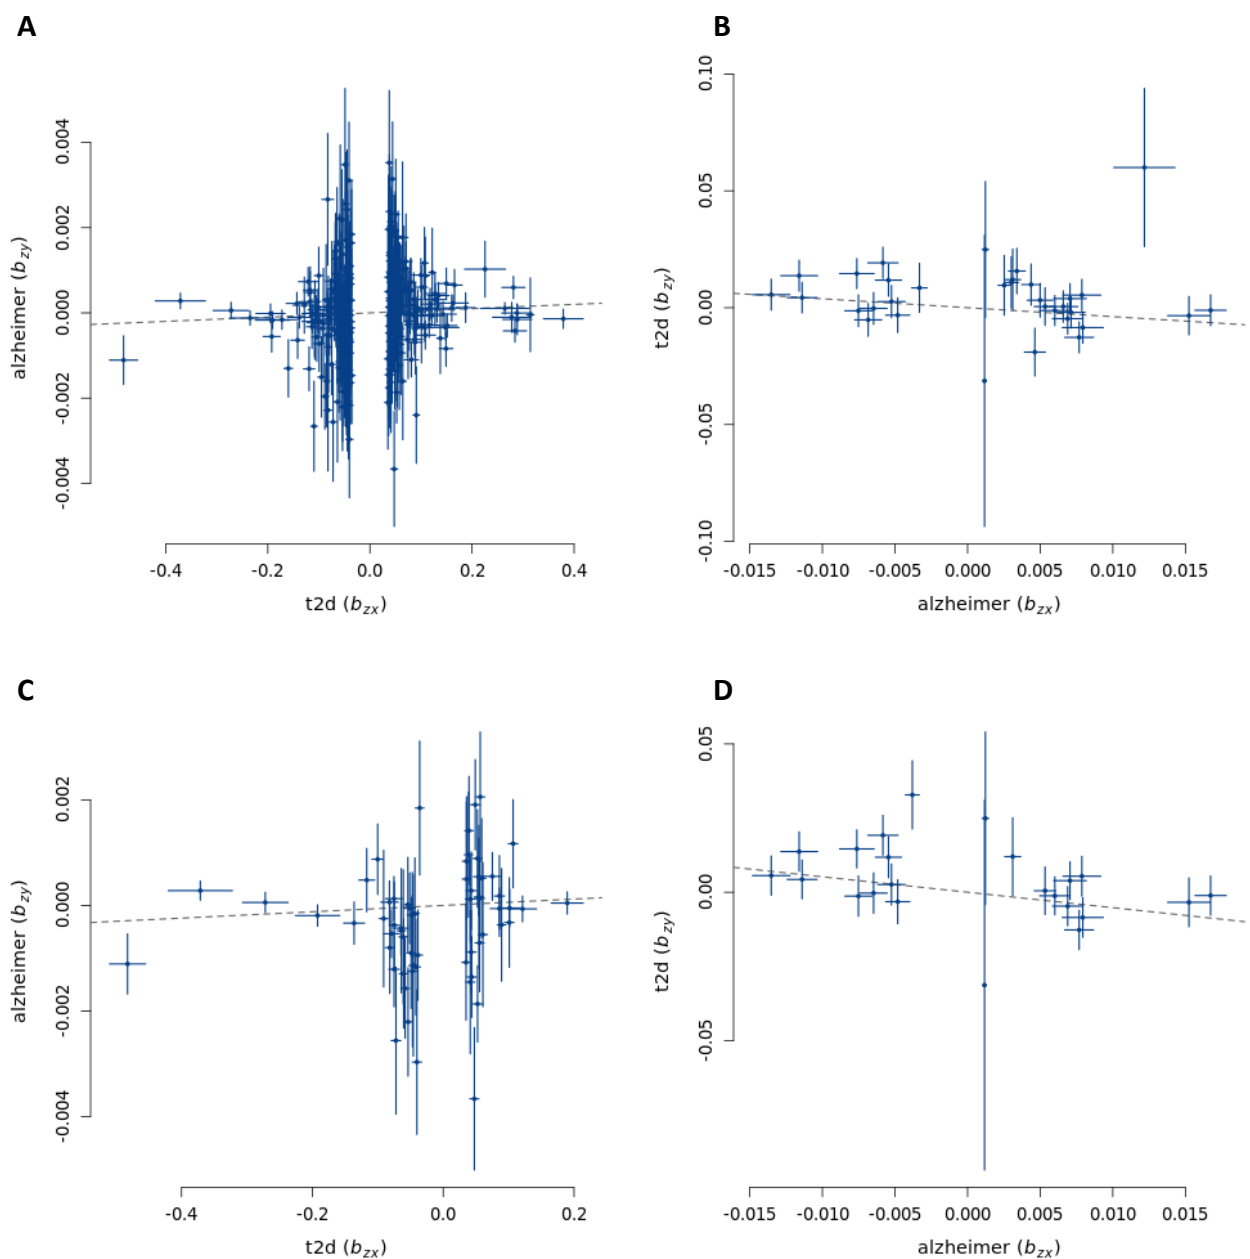 A
0.004
0.002
0.000
-0.002
-0.004
alzheimer (bzy)
-0.4 -0.2 0.0 0.2 0.4
t2d (bzx)
B
0.10
0.05
0.00
-0.05
-0.10
t2d (bzy)
-0.015 -0.010 -0.005 0.000 0.005 0.010 0.015
alzheimer (bzx)
C
0.002
0.000
-0.002
-0.004
alzheimer (bzy)
-0.4 -0.2 0.0 0.2
t2d (bzx)
D
0.05
0.00
-0.05
t2d (bzy)
-0.015 -0.010 -0.005 0.000 0.005 0.010 0.015
alzheimer (bzx)